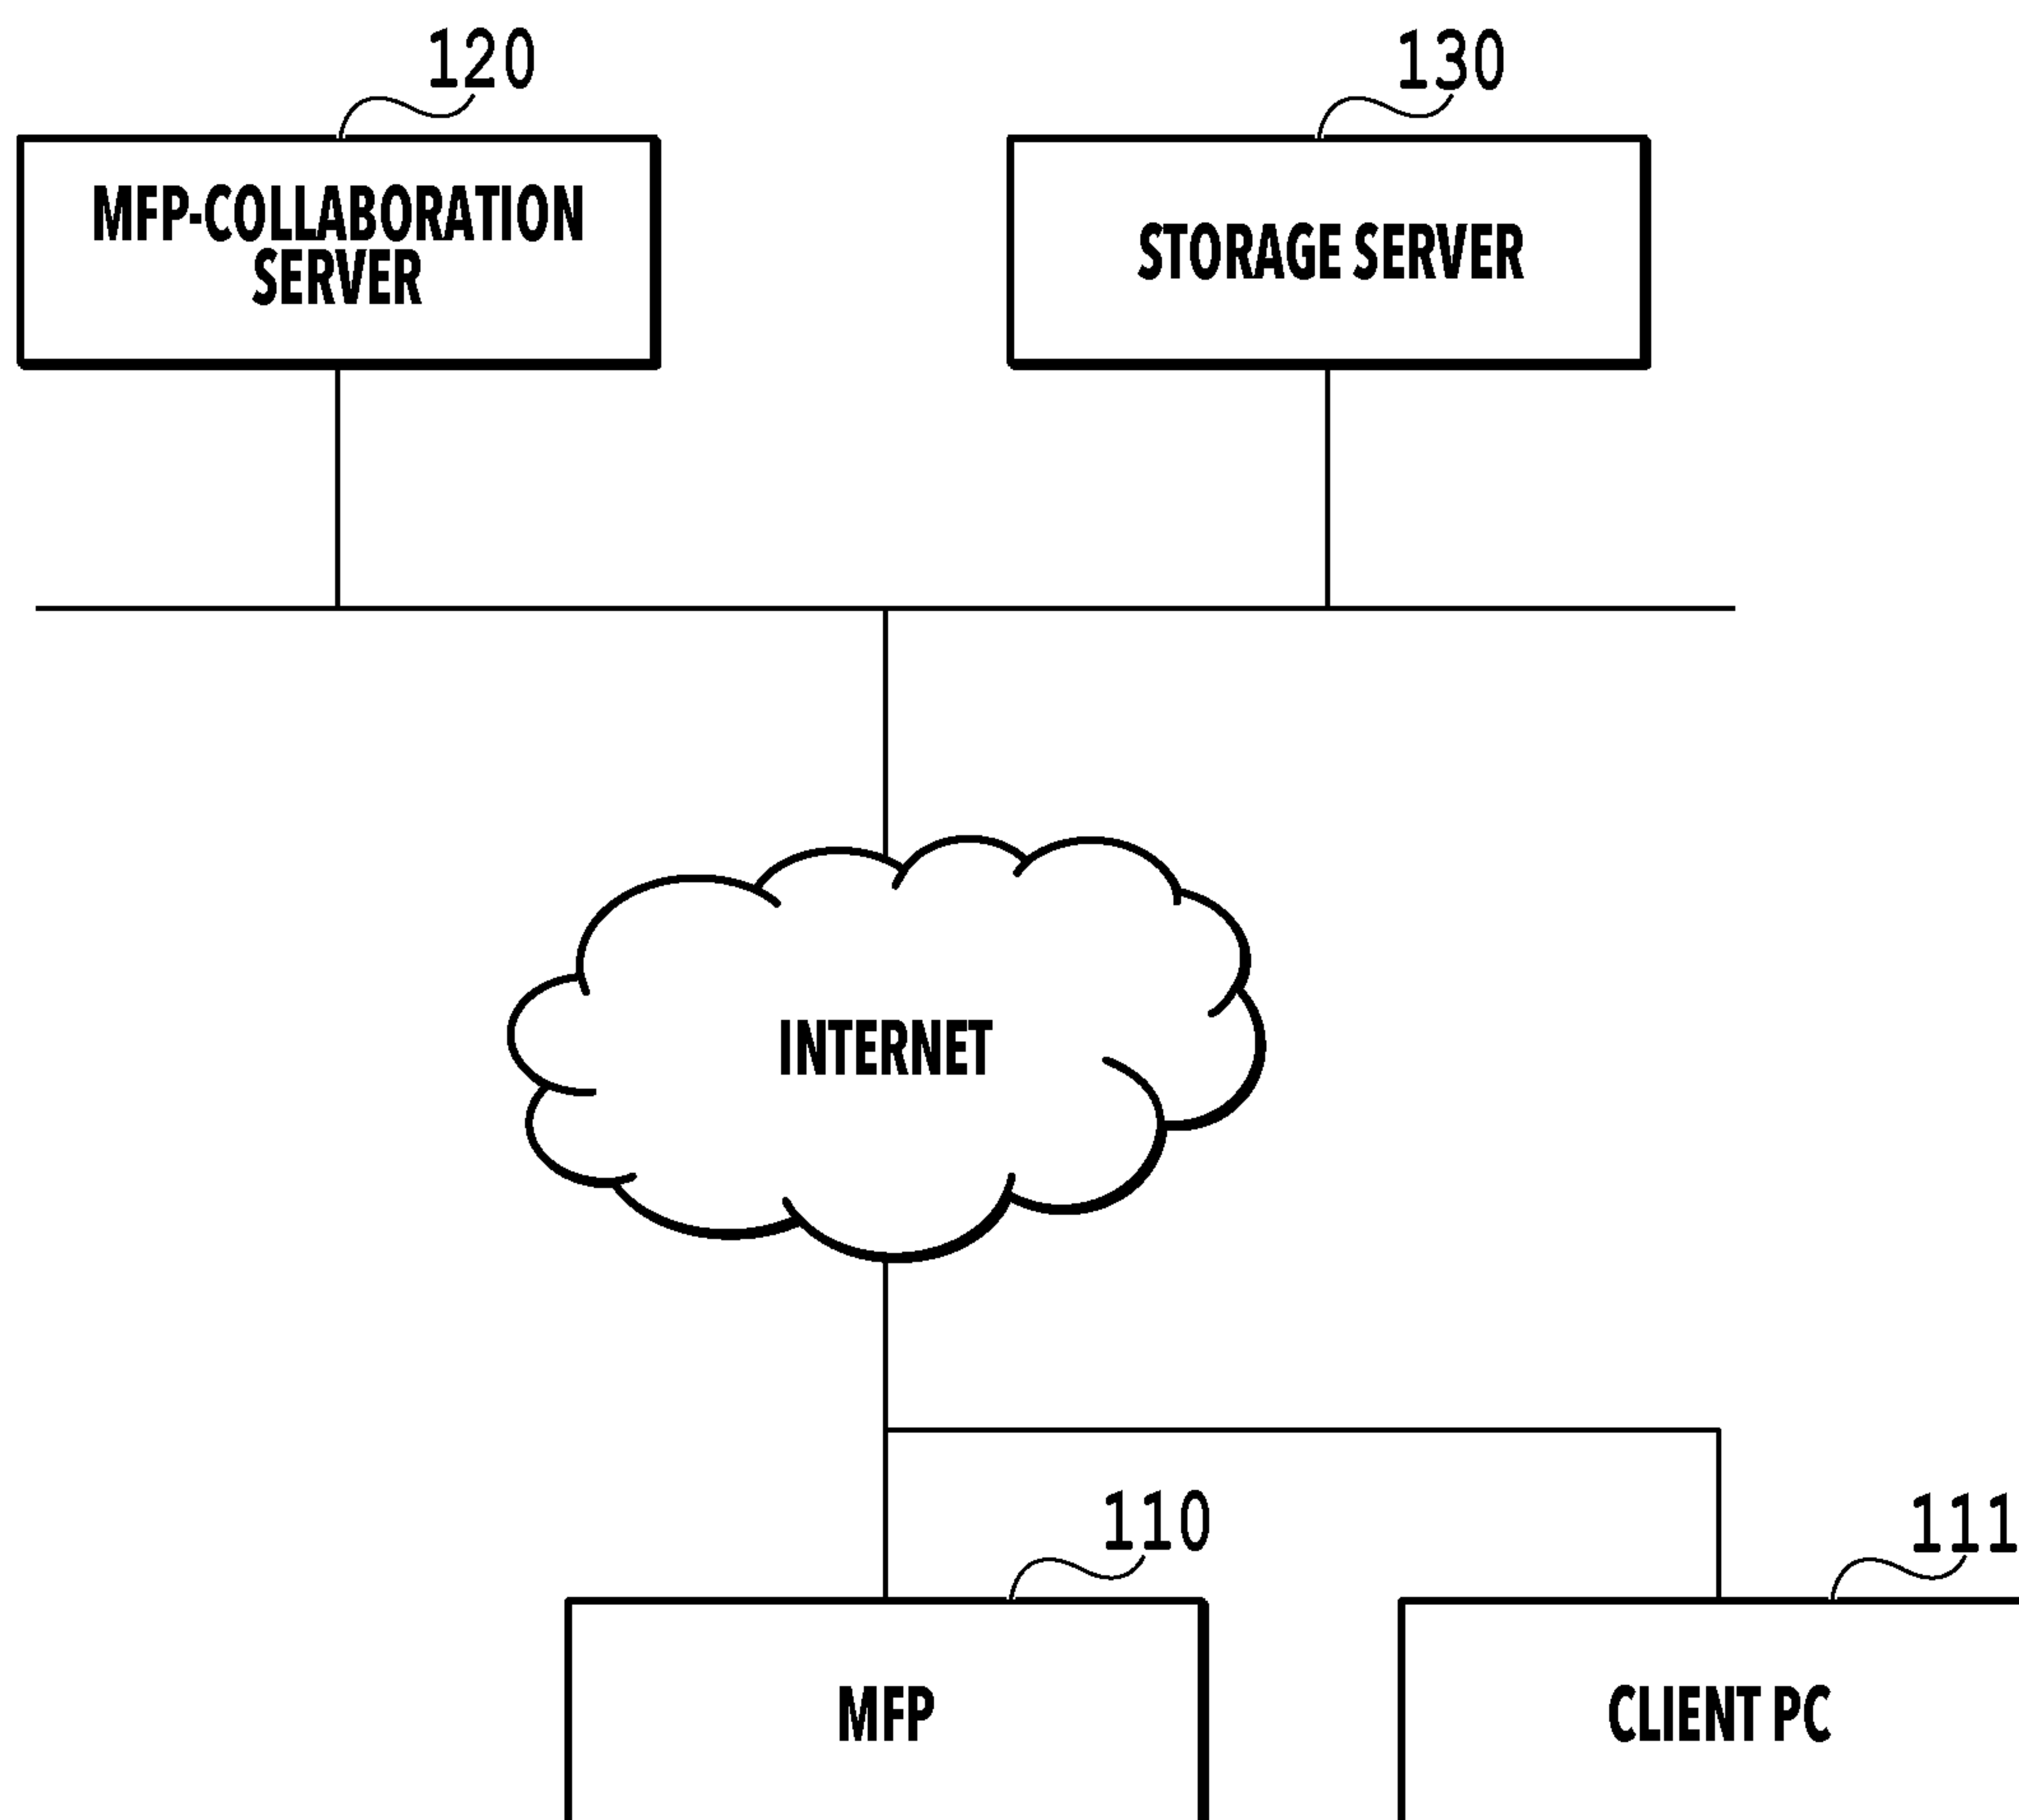 120
130
MFP-COLLABORATION
SERVER
STORAGE SERVER
INTERNET
110
111
MFP
CLIENT PC